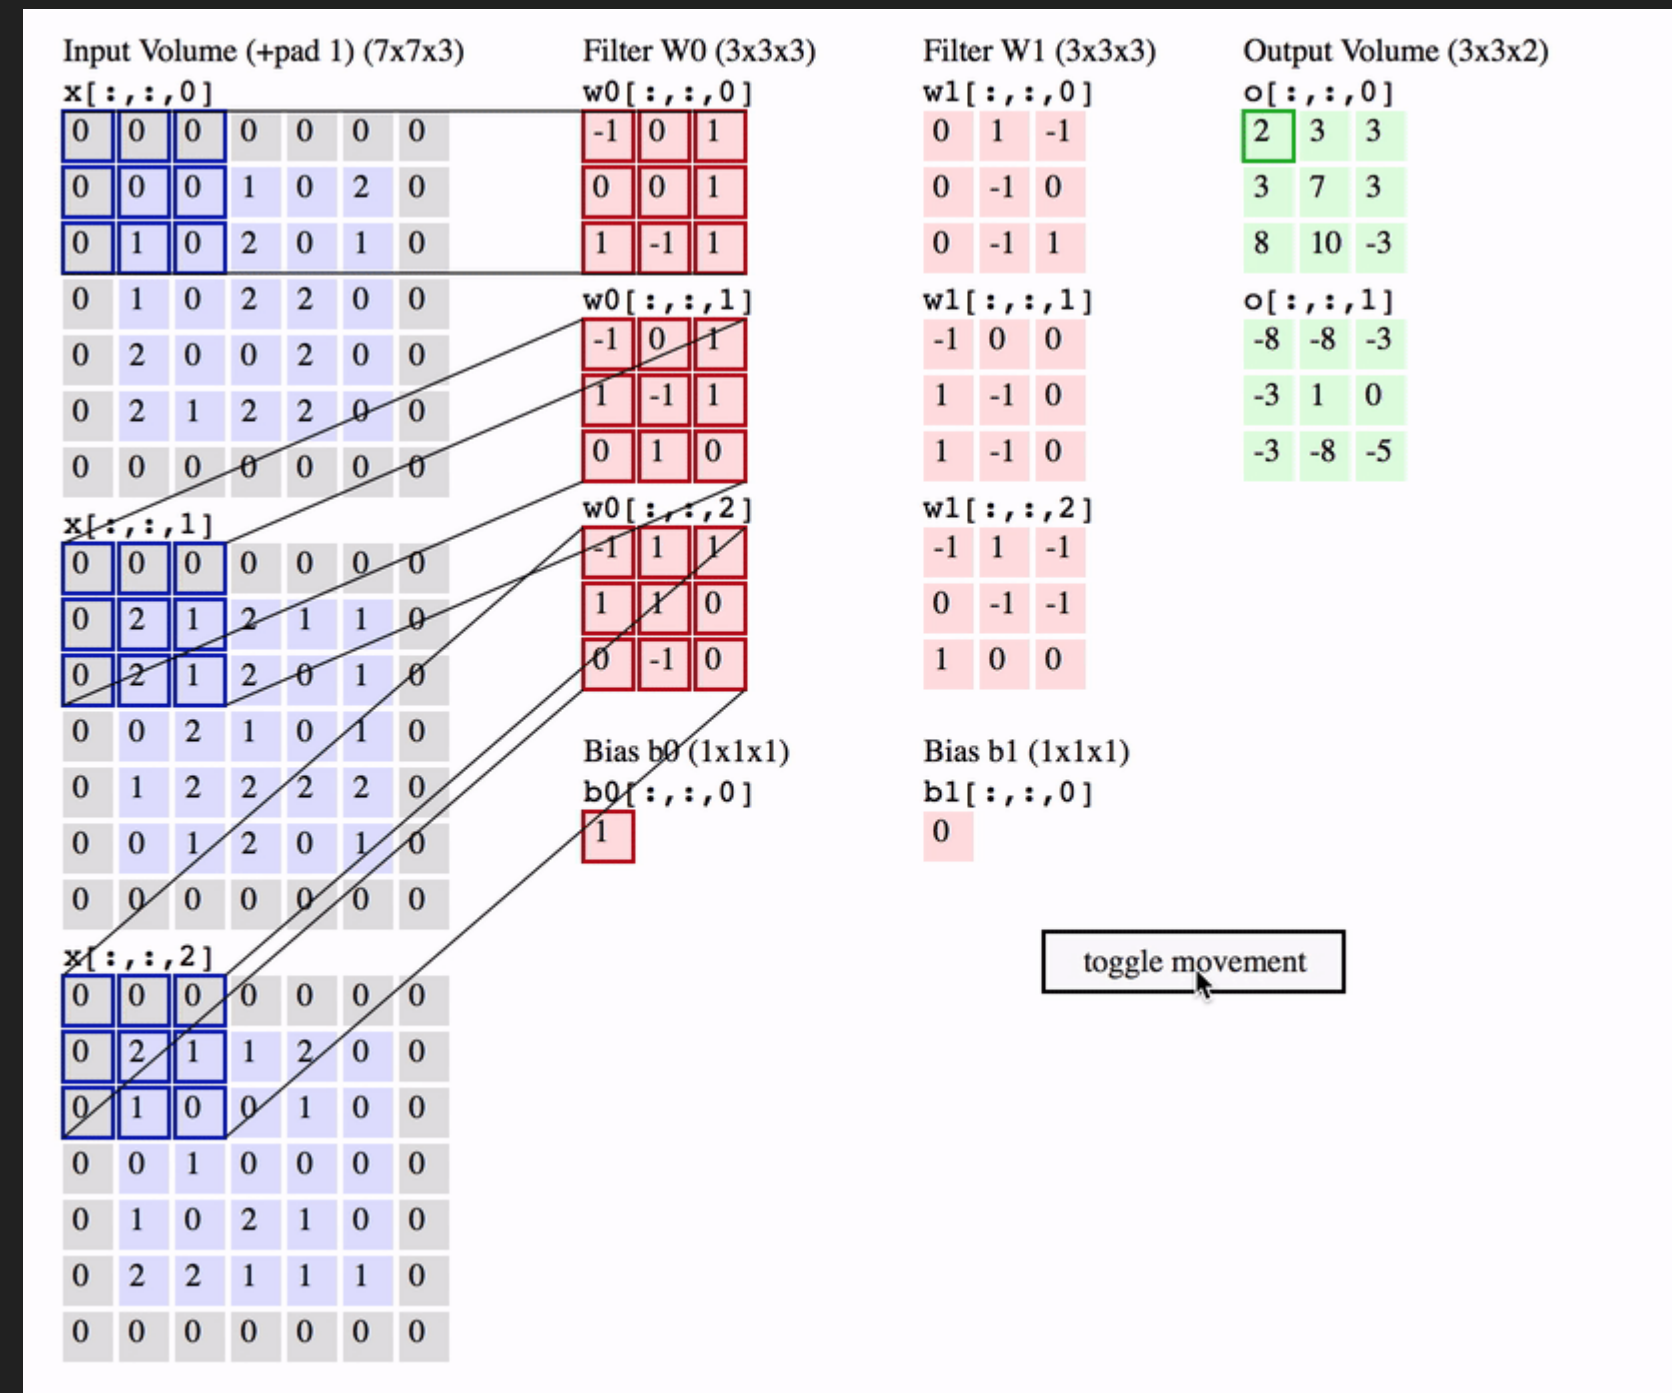 Input Volume (+pad 1) (7x7x3)
x[:,:,0]
0 0 0 0 0 0 0
0 0 0 1 0 2 0
0 1 0 2 0 1 0
0 1 0 2 2 0 0
0 2 0 0 2 0 0
0 2 1 2 2 0 0
0 0 0 0 0 0 0
x[:,:,1]
0 0 0 0 0 0 0
0 2 1 2 1 1 0
0 2 1 2 0 1 0
0 0 2 1 0 1 0
0 1 2 2 2 2 0
0 0 1 2 0 1 0
0 0 0 0 0 0 0
x[:,:,2]
0 0 0 0 0 0 0
0 2 1 1 2 0 0
0 1 0 0 1 0 0
0 0 1 0 0 0 0
0 1 0 2 1 0 0
0 2 2 1 1 1 0
0 0 0 0 0 0 0
Filter W0 (3x3x3)
w0[:,:,0]
-1 0 1
0 0 1
1 -1 1
w0[:,:,1]
-1 0 1
1 -1 1
0 1 0
w0[:,:,2]
-1 1 1
1 1 0
0 -1 0
Bias b0 (1x1x1)
b0[:,:,0]
1
Filter W1 (3x3x3)
w1[:,:,0]
0 1 -1
0 -1 0
0 -1 1
w1[:,:,1]
-1 0 0
1 -1 0
1 -1 0
w1[:,:,2]
-1 1 -1
0 -1 -1
1 0 0
Bias b1 (1x1x1)
b1[:,:,0]
0
Output Volume (3x3x2)
o[:,:,0]
2 3 3
3 7 3
8 10 -3
o[:,:,1]
-8 -8 -3
-3 1 0
-3 -8 -5
toggle movement